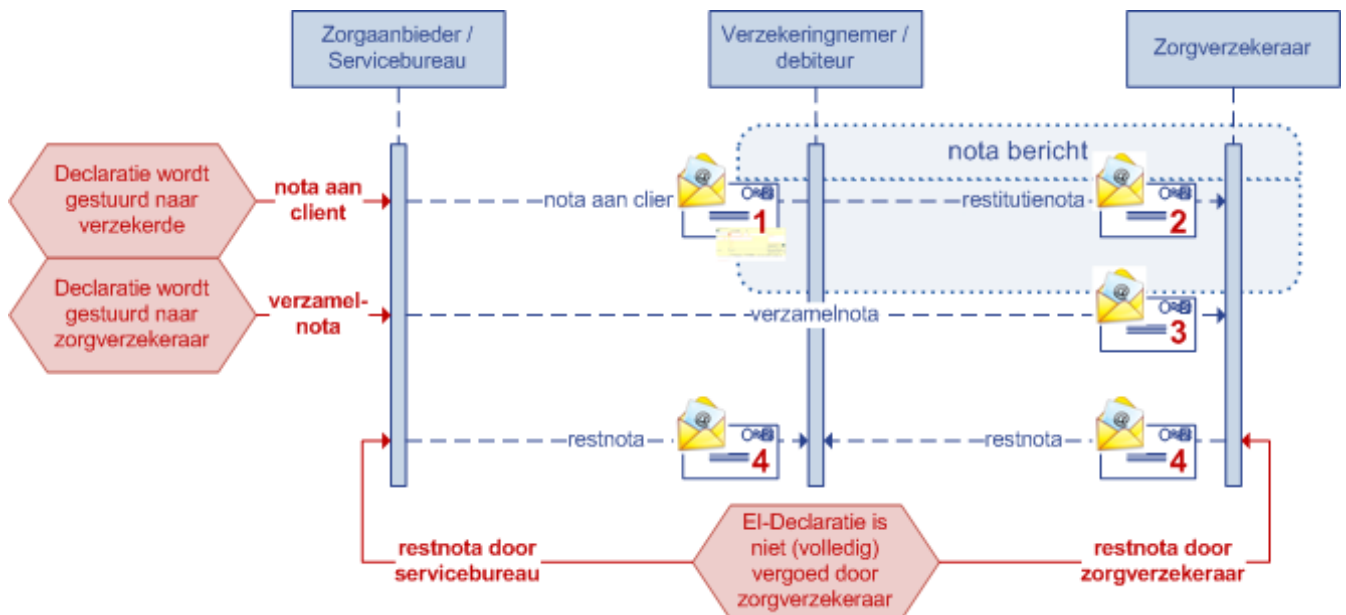 Zorgaanbieder /
Servicebureau
Verzekeringnemer /
debiteur
Zorgverzekeraar
nota bericht
Declaratie wordt
gestuurd naar
verzekerde
nota aan
client
nota aan clier
1
restitutienota
2
Declaratie wordt
gestuurd naar
zorgverzekeraar
verzamel-
nota
verzamelnota
3
restnota
4
restnota
4
restnota door
servicebureau
EI-Declaratie is
niet (volledig)
vergoed door
zorgverzekeraar
restnota door
zorgverzekeraar